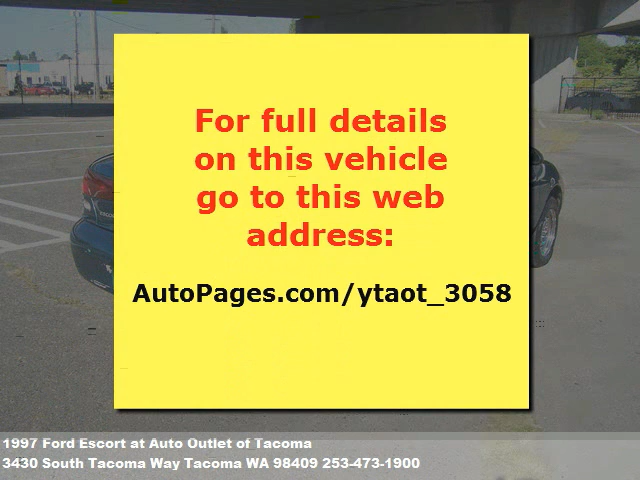 For full details
on this vehicle
go to this web
address:
AutoPages.com/ytaot_3058
1997 Ford Escort at Auto Outlet of Tacoma
3430 South Tacoma Way Tacoma WA 98409 253-473-1900